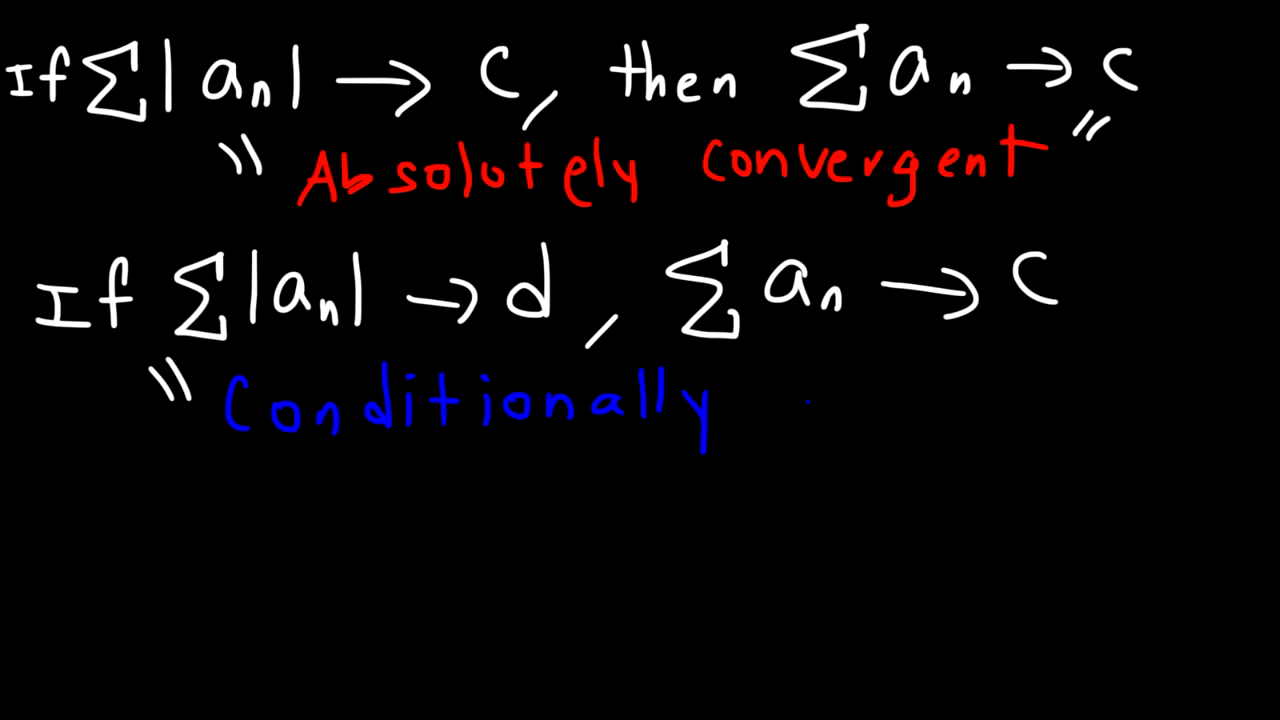 If ∑|aₙ| → C, then ∑ aₙ → C
"Absolutely convergent"
If ∑|aₙ| → d, ∑ aₙ → C
"Conditionally